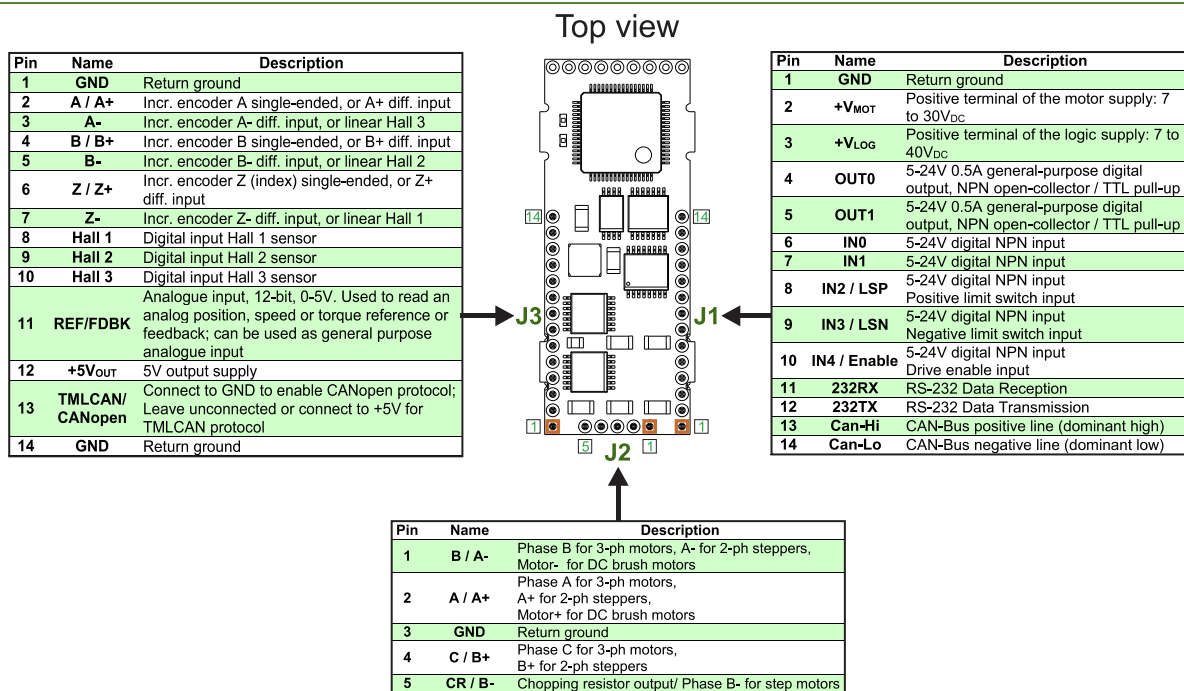 Top view
Pin Name Description
1 GND Return ground
2 A / A+ Incr. encoder A single-ended, or A+ diff. input
3 A- Incr. encoder A- diff. input, or linear Hall 3
4 B / B+ Incr. encoder B single-ended, or B+ diff. input
5 B- Incr. encoder B- diff. input, or linear Hall 2
6 Z / Z+ Incr. encoder Z (index) single-ended, or Z+
diff. input
7 Z- Incr. encoder Z- diff. input, or linear Hall 1
8 Hall 1 Digital input Hall 1 sensor
9 Hall 2 Digital input Hall 2 sensor
10 Hall 3 Digital input Hall 3 sensor
11 REF/FDBK Analogue input, 12-bit, 0-5V. Used to read an
analog position, speed or torque reference or
feedback; can be used as general purpose
analogue input
12 +5VOUT 5V output supply
13 TMLCAN/ CANopen Connect to GND to enable CANopen protocol;
Leave unconnected or connect to +5V for
TMLCAN protocol
14 GND Return ground
14
14
J3
J1
1
5
J2
1
1
Pin Name Description
1 GND Return ground
2 +VMOT Positive terminal of the motor supply: 7
to 30VDC
3 +VLOG Positive terminal of the logic supply: 7 to
40VDC
4 OUT0 5-24V 0.5A general-purpose digital
output, NPN open-collector / TTL pull-up
5 OUT1 5-24V 0.5A general-purpose digital
output, NPN open-collector / TTL pull-up
6 IN0 5-24V digital NPN input
7 IN1 5-24V digital NPN input
8 IN2 / LSP 5-24V digital NPN input
Positive limit switch input
9 IN3 / LSN 5-24V digital NPN input
Negative limit switch input
10 IN4 / Enable 5-24V digital NPN input
Drive enable input
11 232RX RS-232 Data Reception
12 232TX RS-232 Data Transmission
13 Can-Hi CAN-Bus positive line (dominant high)
14 Can-Lo CAN-Bus negative line (dominant low)
Pin Name Description
1 B / A- Phase B for 3-ph motors, A- for 2-ph steppers,
Motor- for DC brush motors
2 A / A+ Phase A for 3-ph motors,
A+ for 2-ph steppers,
Motor+ for DC brush motors
3 GND Return ground
4 C / B+ Phase C for 3-ph motors,
B+ for 2-ph steppers
5 CR / B- Chopping resistor output/ Phase B- for step motors